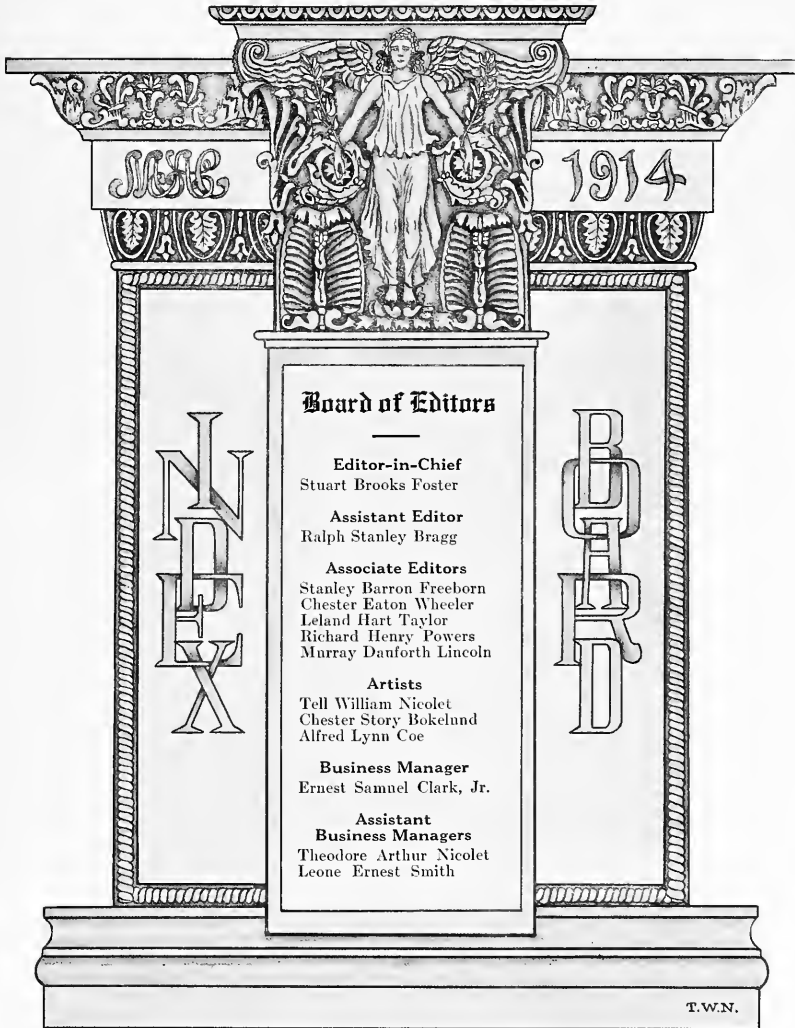 MAC 1914
INDEX BOARD
Board of Editors
Editor-in-Chief
Stuart Brooks Foster
Assistant Editor
Ralph Stanley Bragg
Associate Editors
Stanley Barron Freeborn
Chester Eaton Wheeler
Leland Hart Taylor
Richard Henry Powers
Murray Danforth Lincoln
Artists
Tell William Nicolet
Chester Story Bokelund
Alfred Lynn Coe
Business Manager
Ernest Samuel Clark, Jr.
Assistant
Business Managers
Theodore Arthur Nicolet
Leone Ernest Smith
T.W.N.